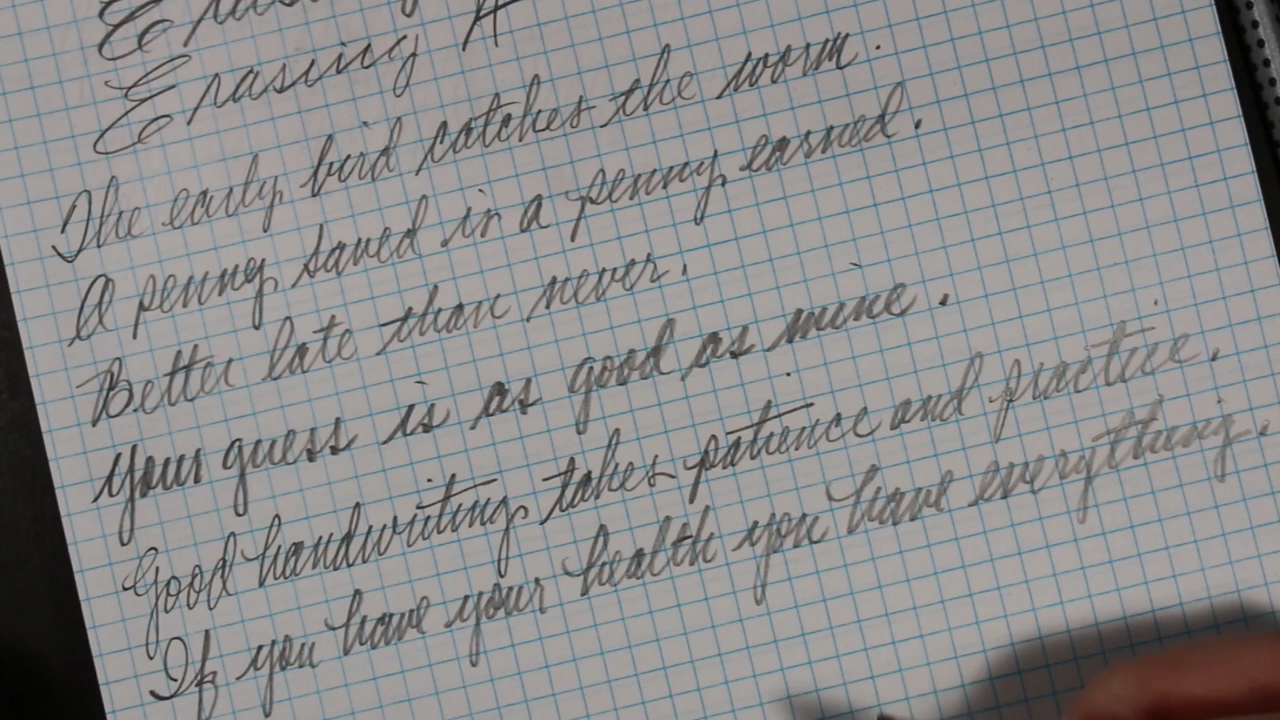 Erasing
Erasing A
The early bird catches the worm.
A penny saved is a penny earned.
Better late than never.
Your guess is as good as mine.
Good handwriting takes patience and practice.
If you have your health you have everything.